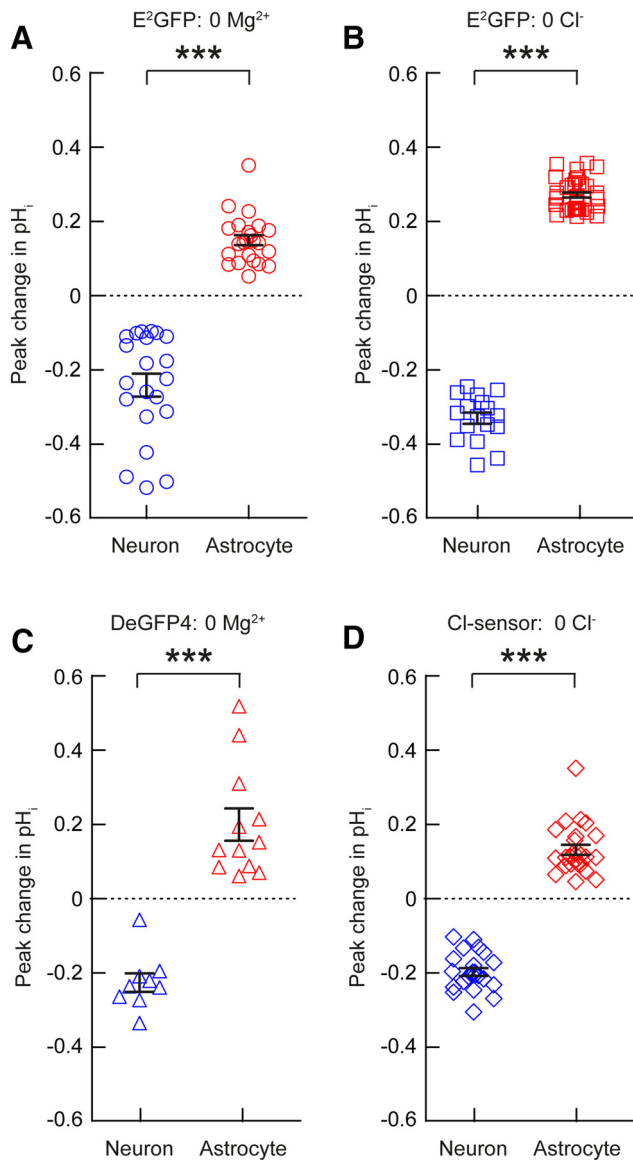 A
E²GFP: 0 Mg²⁺
***
0.6
0.4
0.2
0
-0.2
-0.4
-0.6
Peak change in pHᵢ
Neuron Astrocyte
B
E²GFP: 0 Cl⁻
***
0.6
0.4
0.2
0
-0.2
-0.4
-0.6
Peak change in pHᵢ
Neuron Astrocyte
C
DeGFP4: 0 Mg²⁺
***
0.6
0.4
0.2
0
-0.2
-0.4
-0.6
Peak change in pHᵢ
Neuron Astrocyte
D
Cl-sensor: 0 Cl⁻
***
0.6
0.4
0.2
0
-0.2
-0.4
-0.6
Peak change in pHᵢ
Neuron Astrocyte